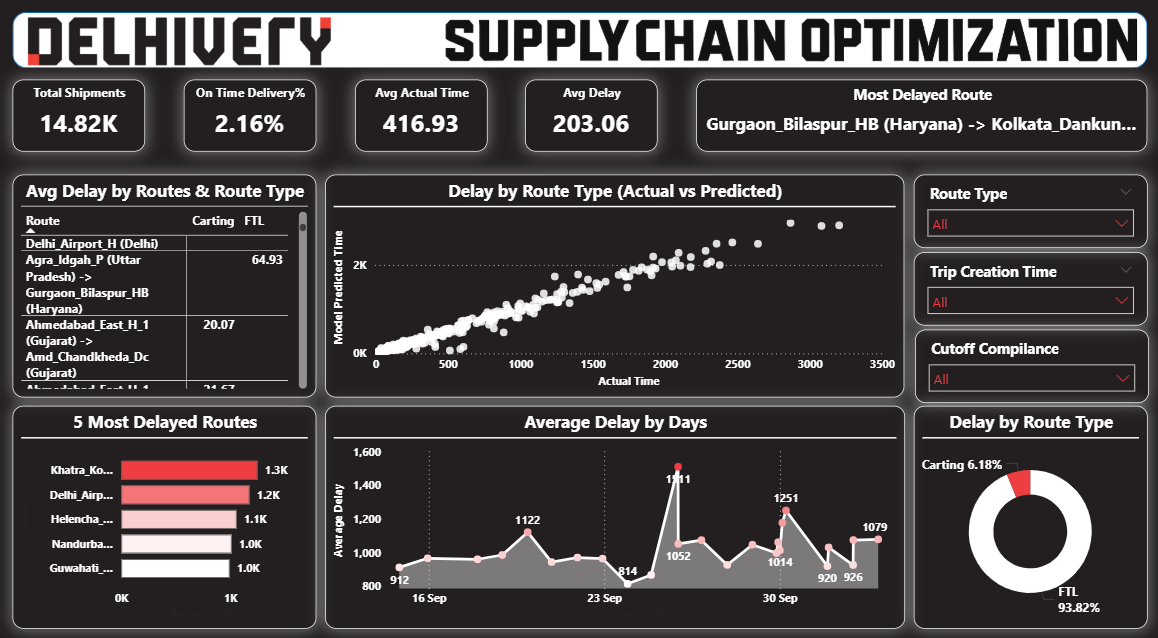 DELHIVERY
SUPPLY CHAIN OPTIMIZATION
Total Shipments
14.82K
On Time Delivery%
2.16%
Avg Actual Time
416.93
Avg Delay
203.06
Most Delayed Route
Gurgaon_Bilaspur_HB (Haryana) -> Kolkata_Dankun...
Avg Delay by Routes & Route Type
Route Carting FTL
Delhi_Airport_H (Delhi)
Agra_Idgah_P (Uttar 64.93
Pradesh) ->
Gurgaon_Bilaspur_HB
(Haryana)
Ahmedabad_East_H_1 20.07
(Gujarat) ->
Amd_Chandkheda_Dc
(Gujarat)
Ahmedabad_East_H_1 21.67
Delay by Route Type (Actual vs Predicted)
Model Predicted Time
2K
0K
0 500 1000 1500 2000 2500 3000 3500
Actual Time
Route Type
All
Trip Creation Time
All
Cutoff Compilance
All
5 Most Delayed Routes
Khatra_Ko... 1.3K
Delhi_Airp... 1.2K
Helencha_... 1.1K
Nandurba... 1.0K
Guwahati_... 1.0K
0K 1K
Average Delay by Days
Average Delay
1,600
1,400
1,200
1,000
800
912
1122
814
1511
1052
1014
1251
920
926
1079
16 Sep 23 Sep 30 Sep
Delay by Route Type
Carting 6.18%
FTL
93.82%